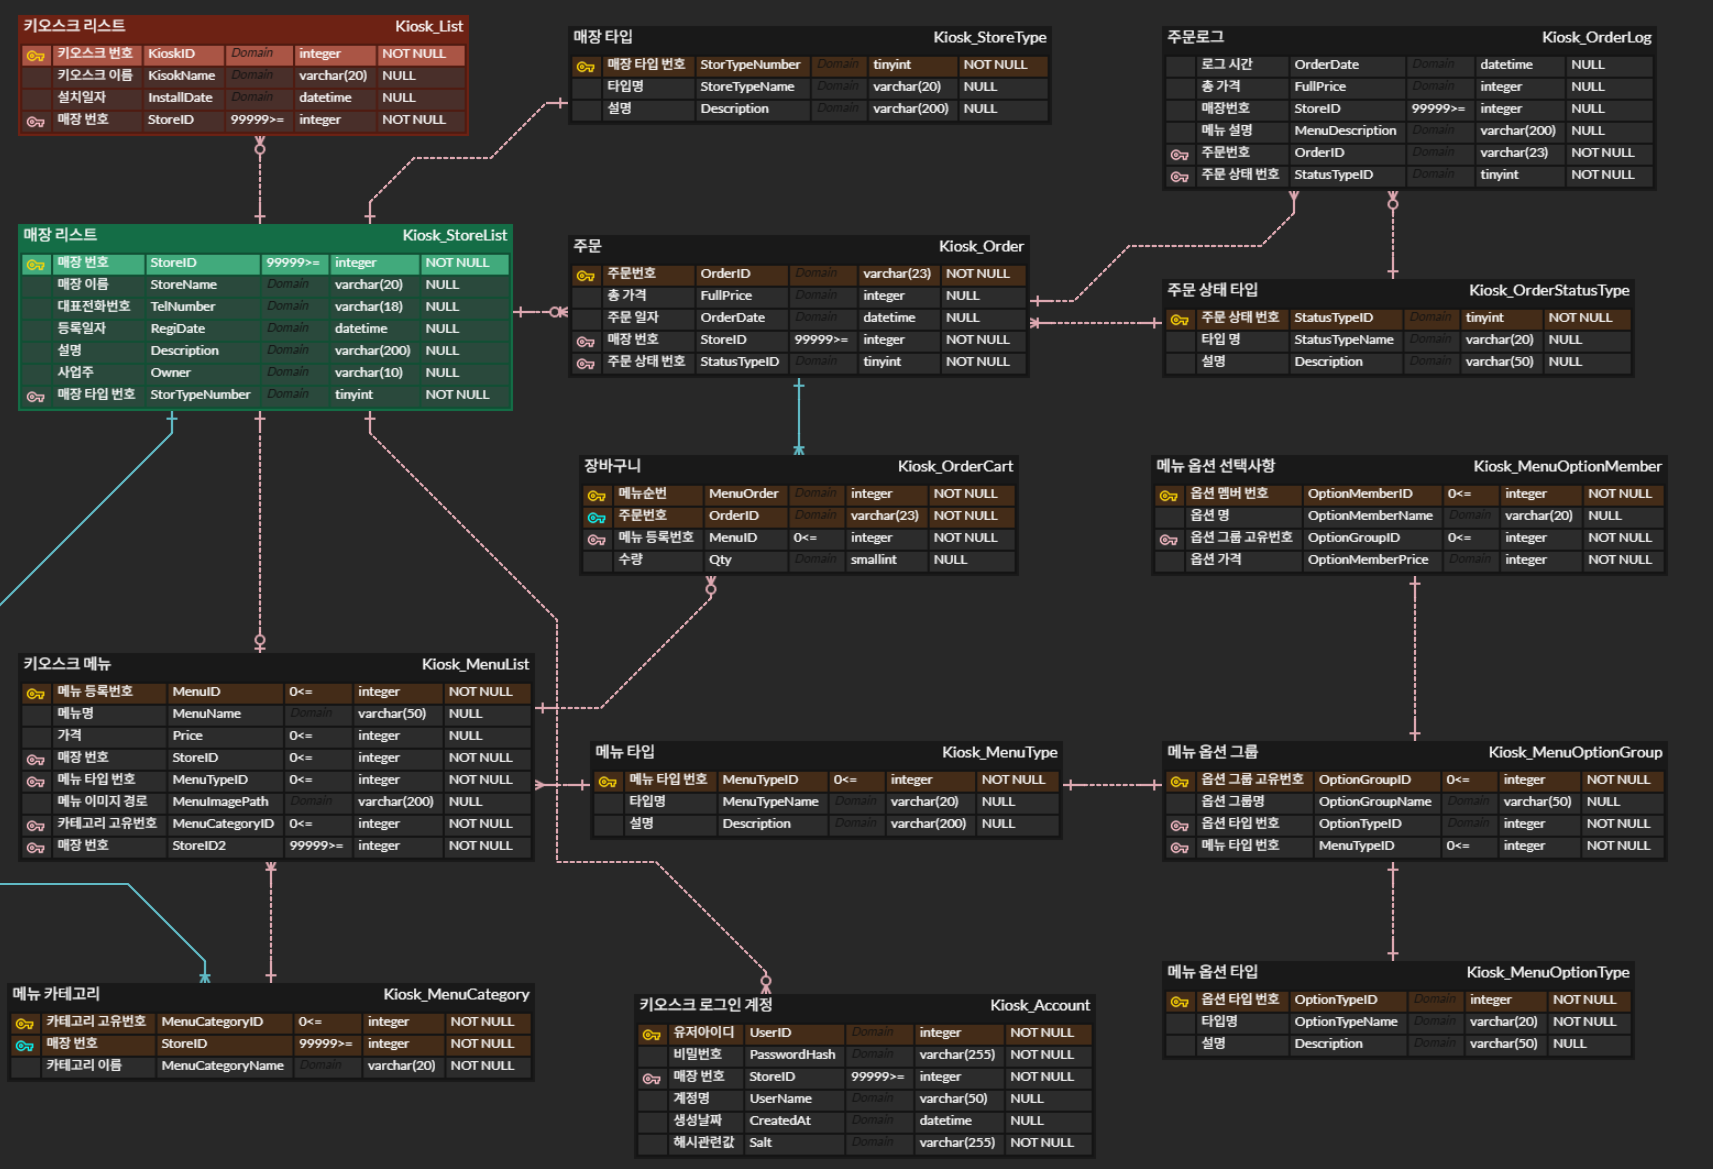 키오스크 리스트 Kiosk_List
키오스크 번호 KioskID Domain integer NOT NULL
키오스크 이름 KisokName Domain varchar(20) NULL
설치일자 InstallDate Domain datetime NULL
매장 번호 StoreID 99999>= integer NOT NULL
매장 타입 Kiosk_StoreType
매장 타입 번호 StorTypeNumber Domain tinyint NOT NULL
타입명 StoreTypeName Domain varchar(20) NULL
설명 Description Domain varchar(200) NULL
주문로그 Kiosk_OrderLog
로그 시간 OrderDate Domain datetime NULL
총 가격 FullPrice Domain integer NULL
매장번호 StoreID 99999>= integer NULL
메뉴 설명 MenuDescription Domain varchar(200) NULL
주문번호 OrderID Domain varchar(23) NOT NULL
주문 상태 번호 StatusTypeID Domain tinyint NOT NULL
매장 리스트 Kiosk_StoreList
매장 번호 StoreID 99999>= integer NOT NULL
매장 이름 StoreName Domain varchar(20) NULL
대표전화번호 TelNumber Domain varchar(18) NULL
등록일자 RegiDate Domain datetime NULL
설명 Description Domain varchar(200) NULL
사업주 Owner Domain varchar(10) NULL
매장 타입 번호 StorTypeNumber Domain tinyint NOT NULL
주문 Kiosk_Order
주문번호 OrderID Domain varchar(23) NOT NULL
총 가격 FullPrice Domain integer NULL
주문 일자 OrderDate Domain datetime NULL
매장 번호 StoreID 99999>= integer NOT NULL
주문 상태 번호 StatusTypeID Domain tinyint NOT NULL
주문 상태 타입 Kiosk_OrderStatusType
주문 상태 번호 StatusTypeID Domain tinyint NOT NULL
타입 명 StatusTypeName Domain varchar(20) NULL
설명 Description Domain varchar(50) NULL
장바구니 Kiosk_OrderCart
메뉴순번 MenuOrder Domain integer NOT NULL
주문번호 OrderID Domain varchar(23) NOT NULL
메뉴 등록번호 MenuID 0<= integer NOT NULL
수량 Qty Domain smallint NULL
메뉴 옵션 선택사항 Kiosk_MenuOptionMember
옵션 멤버 번호 OptionMemberID 0<= integer NOT NULL
옵션 명 OptionMemberName Domain varchar(20) NULL
옵션 그룹 고유번호 OptionGroupID 0<= integer NOT NULL
옵션 가격 OptionMemberPrice Domain integer NOT NULL
키오스크 메뉴 Kiosk_MenuList
메뉴 등록번호 MenuID 0<= integer NOT NULL
메뉴명 MenuName Domain varchar(50) NULL
가격 Price 0<= integer NULL
매장 번호 StoreID 0<= integer NOT NULL
메뉴 타입 번호 MenuTypeID 0<= integer NOT NULL
메뉴 이미지 경로 MenuImagePath Domain varchar(200) NULL
카테고리 고유번호 MenuCategoryID 0<= integer NOT NULL
매장 번호 StoreID2 99999>= integer NOT NULL
메뉴 타입 Kiosk_MenuType
메뉴 타입 번호 MenuTypeID 0<= integer NOT NULL
타입명 MenuTypeName Domain varchar(20) NULL
설명 Description Domain varchar(200) NULL
메뉴 옵션 그룹 Kiosk_MenuOptionGroup
옵션 그룹 고유번호 OptionGroupID 0<= integer NOT NULL
옵션 그룹명 OptionGroupName Domain varchar(50) NULL
옵션 타입 번호 OptionTypeID Domain integer NOT NULL
메뉴 타입 번호 MenuTypeID 0<= integer NOT NULL
메뉴 카테고리 Kiosk_MenuCategory
카테고리 고유번호 MenuCategoryID 0<= integer NOT NULL
매장 번호 StoreID 99999>= integer NOT NULL
카테고리 이름 MenuCategoryName Domain varchar(20) NOT NULL
키오스크 로그인 계정 Kiosk_Account
유저아이디 UserID Domain integer NOT NULL
비밀번호 PasswordHash Domain varchar(255) NOT NULL
매장 번호 StoreID 99999>= integer NOT NULL
계정명 UserName Domain varchar(50) NULL
생성날짜 CreatedAt Domain datetime NULL
해시관련값 Salt Domain varchar(255) NOT NULL
메뉴 옵션 타입 Kiosk_MenuOptionType
옵션 타입 번호 OptionTypeID Domain integer NOT NULL
타입명 OptionTypeName Domain varchar(20) NOT NULL
설명 Description Domain varchar(50) NULL